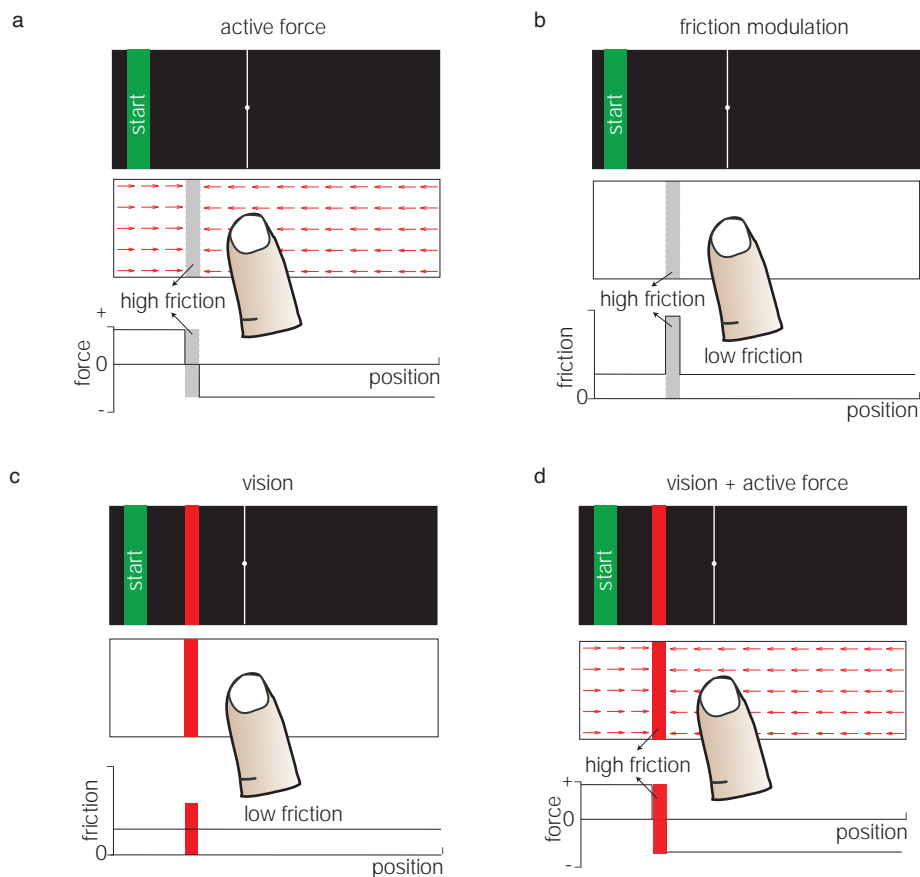 a
active force
start
high friction
+
force
0
-
position
b
friction modulation
start
high friction
low friction
friction
0
position
c
vision
start
low friction
friction
0
position
d
vision + active force
start
high friction
+
force
0
-
position